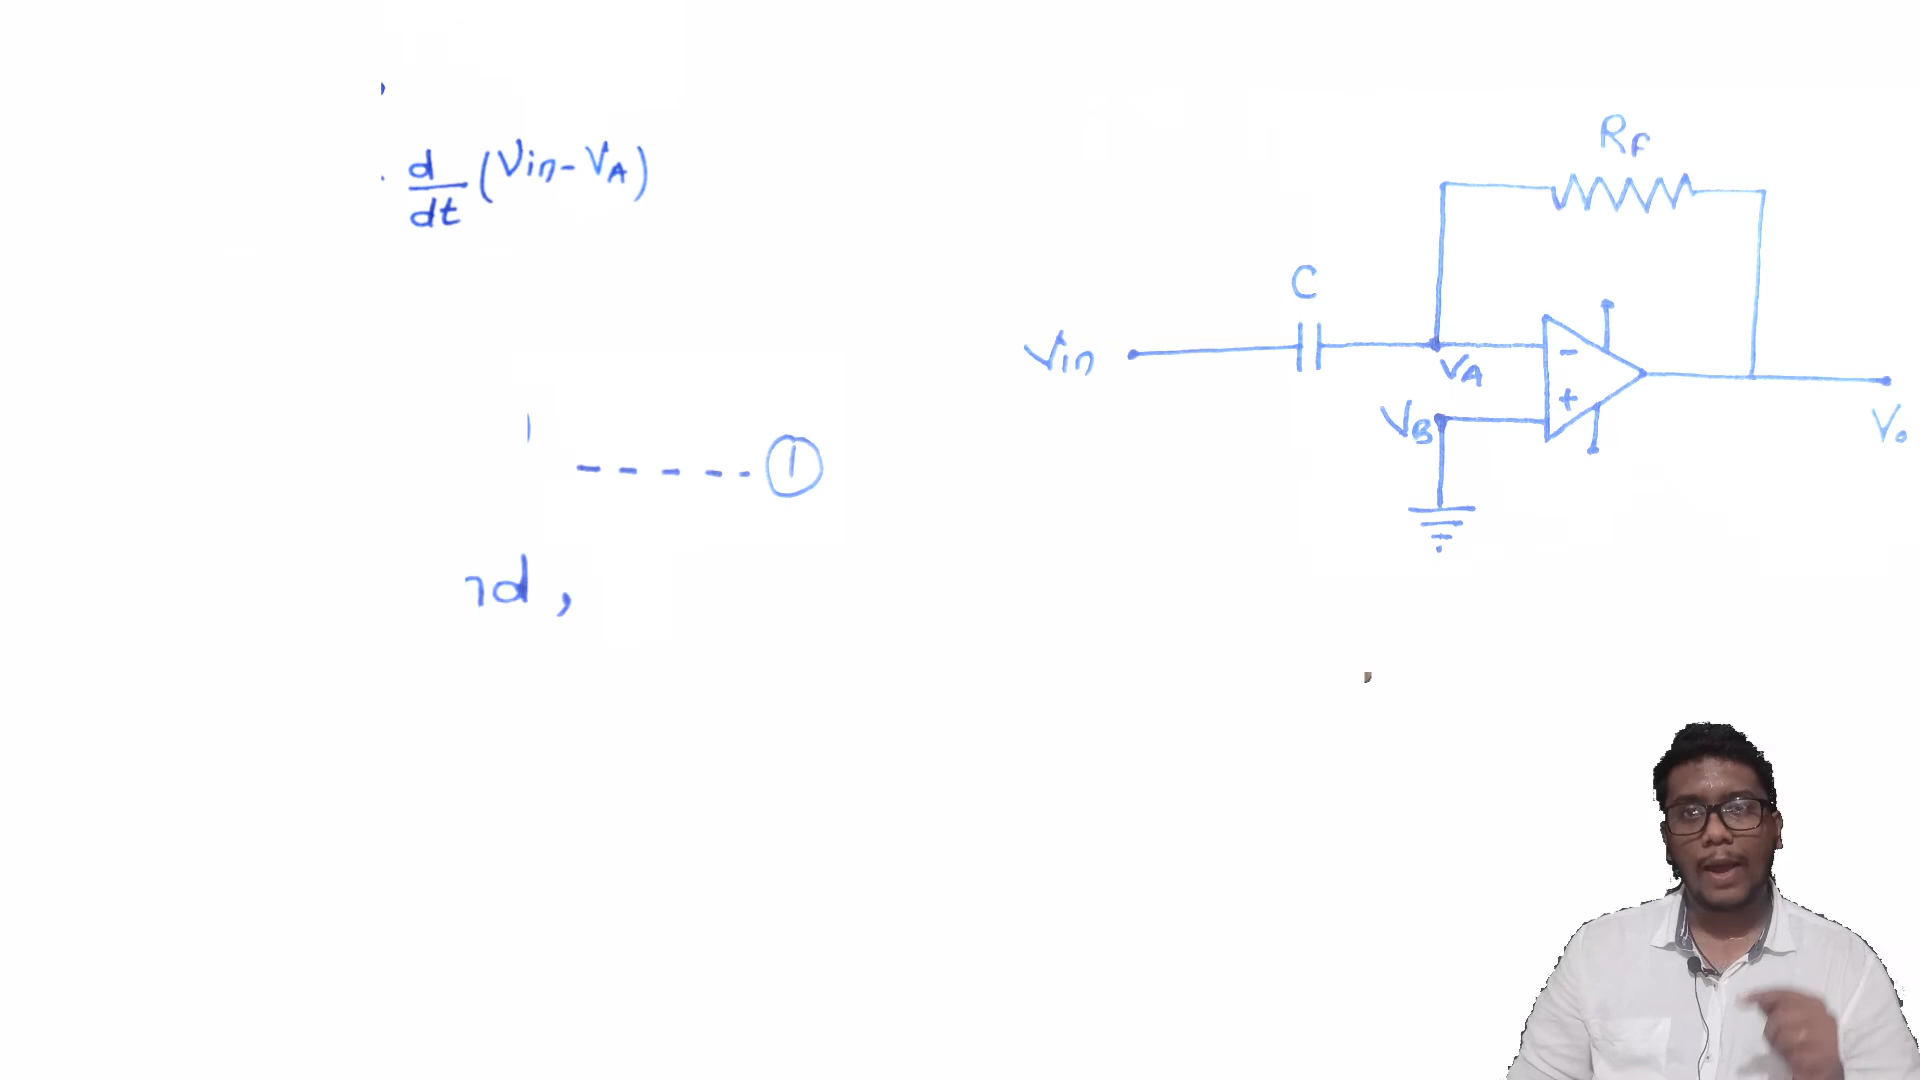 d/dt (Vin - VA)
----- ①
d,
RF
C
Vin
VA
VB
-
+
Vo